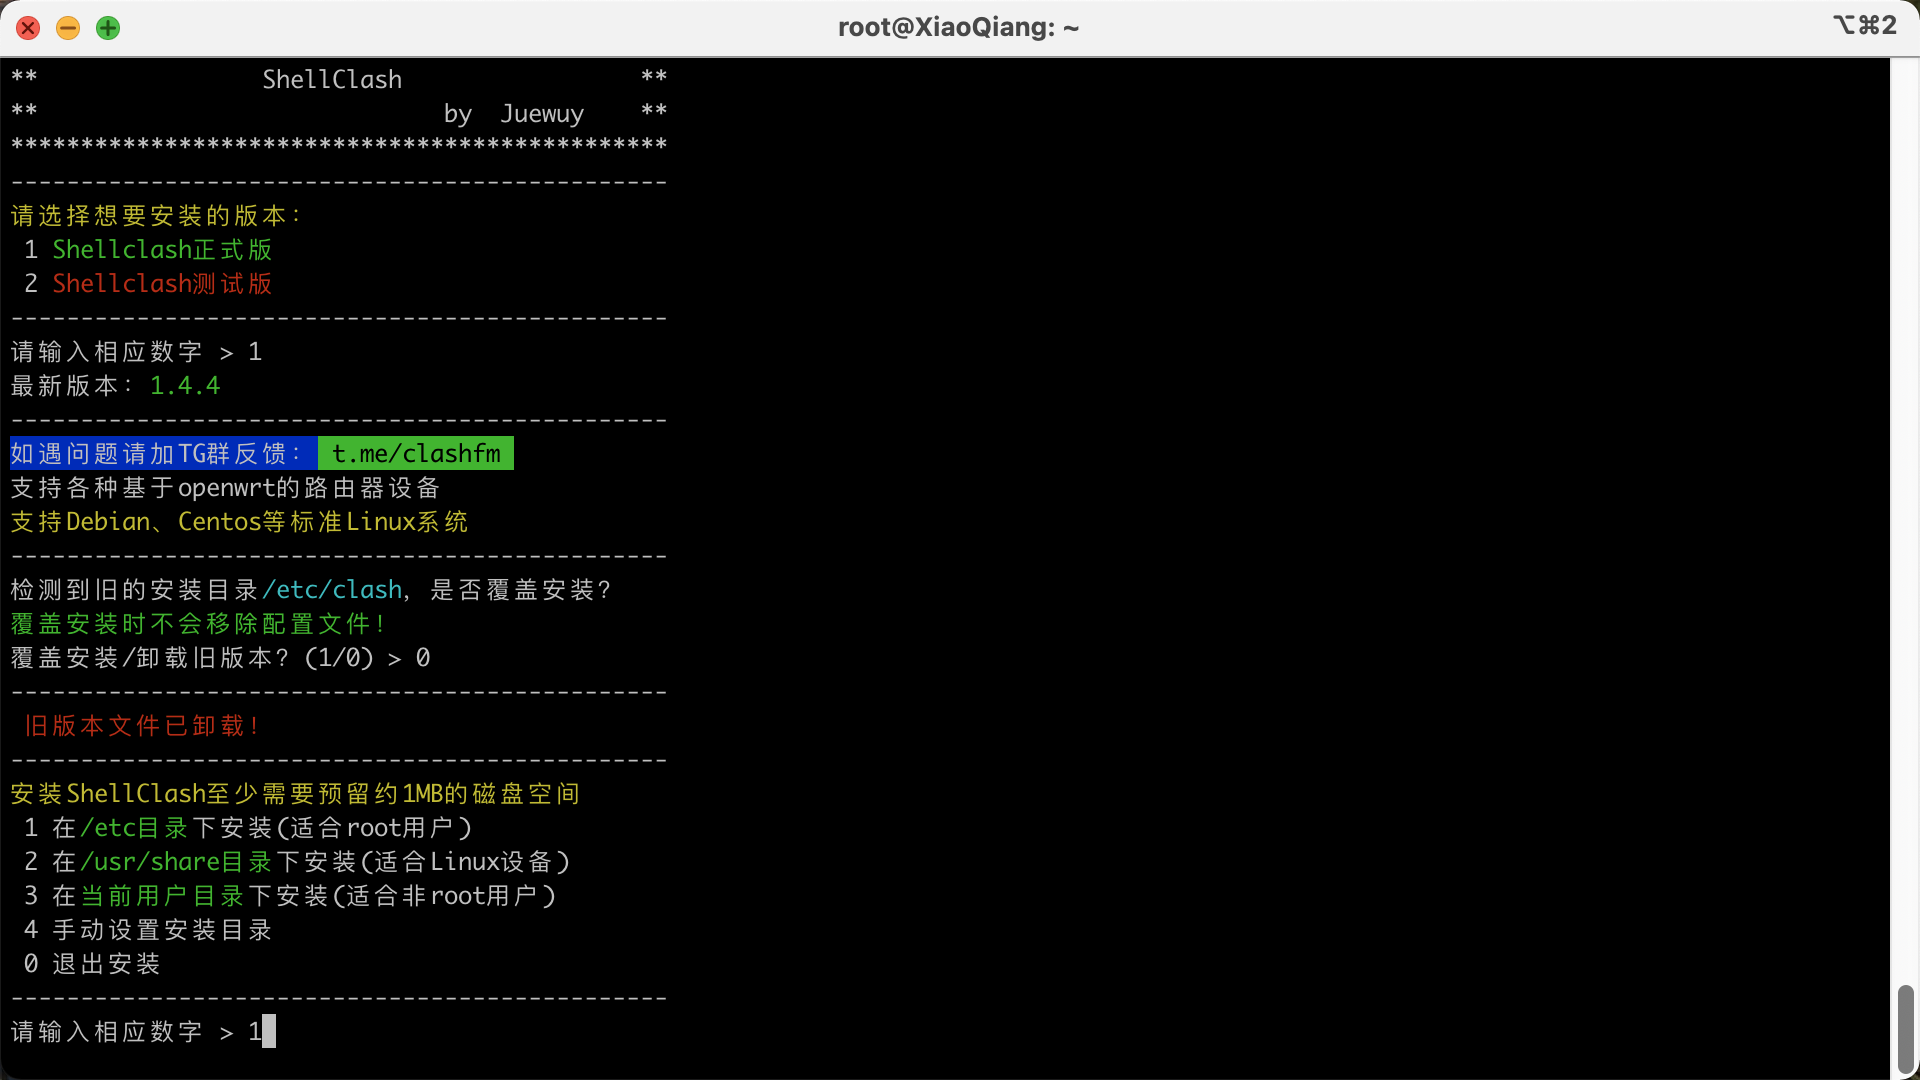 root@XiaoQiang: ~
⌥⌘2
** ShellClash **
** by Juewuy **
***********************************************
-----------------------------------------------
请选择想要安装的版本：
1 Shellclash正式版
2 Shellclash测试版
-----------------------------------------------
请输入相应数字 > 1
最新版本：1.4.4
-----------------------------------------------
如遇问题请加TG群反馈： t.me/clashfm
支持各种基于openwrt的路由器设备
支持Debian、Centos等标准Linux系统
-----------------------------------------------
检测到旧的安装目录/etc/clash，是否覆盖安装？
覆盖安装时不会移除配置文件！
覆盖安装/卸载旧版本？(1/0) > 0
-----------------------------------------------
旧版本文件已卸载！
-----------------------------------------------
安装ShellClash至少需要预留约1MB的磁盘空间
1 在/etc目录下安装(适合root用户)
2 在/usr/share目录下安装(适合Linux设备)
3 在当前用户目录下安装(适合非root用户)
4 手动设置安装目录
0 退出安装
-----------------------------------------------
请输入相应数字 > 1